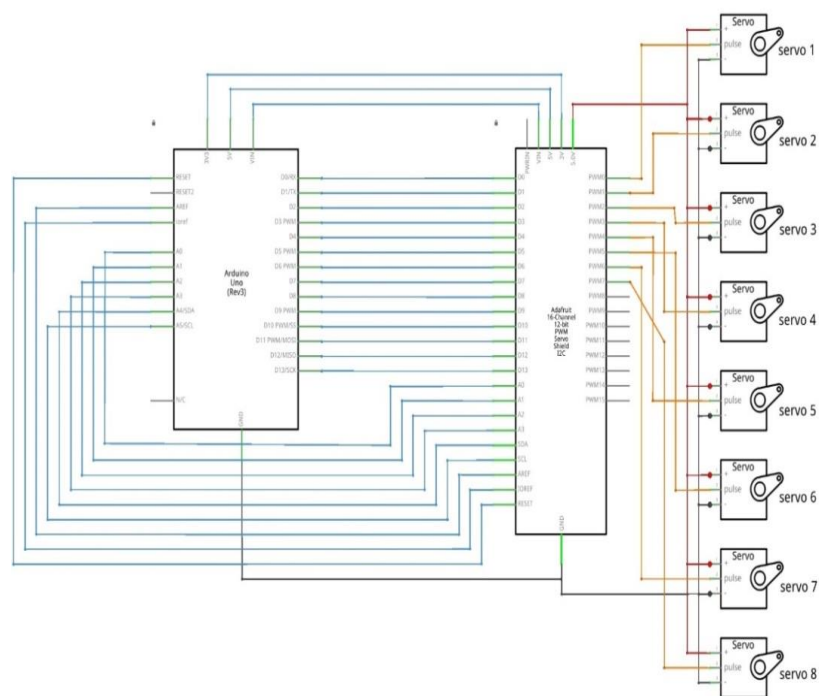 3V3
5V
VIN
RESET
RESET2
AREF
ioref
A0
A1
A2
A3
A4/SDA
A5/SCL
N/C
D0/RX
D1/TX
D2
D3 PWM
D4
D5 PWM
D6 PWM
D7
D8
D9 PWM
D10 PWM/SS
D11 PWM/MOSI
D12/MISO
D13/SCK
GND
Arduino
Uno
(Rev3)
VIN
5V
D0
D1
D2
D3
D4
D5
D6
D7
D8
D9
D10
D11
D12
D13
A0
A1
A2
A3
SDA
SCL
AREF
IOREF
RESET
GND
Adafruit
16-Channel
12-bit
PWM
Servo
Shield
I2C
PWM0
PWM1
PWM2
PWM3
PWM4
PWM5
PWM6
PWM7
PWM8
PWM9
PWM10
PWM11
PWM12
PWM13
PWM14
PWM15
Servo
+
pulse
-
servo 1
Servo
+
pulse
-
servo 2
Servo
+
pulse
-
servo 3
Servo
+
pulse
-
servo 4
Servo
+
pulse
-
servo 5
Servo
+
pulse
-
servo 6
Servo
+
pulse
-
servo 7
Servo
+
pulse
-
servo 8